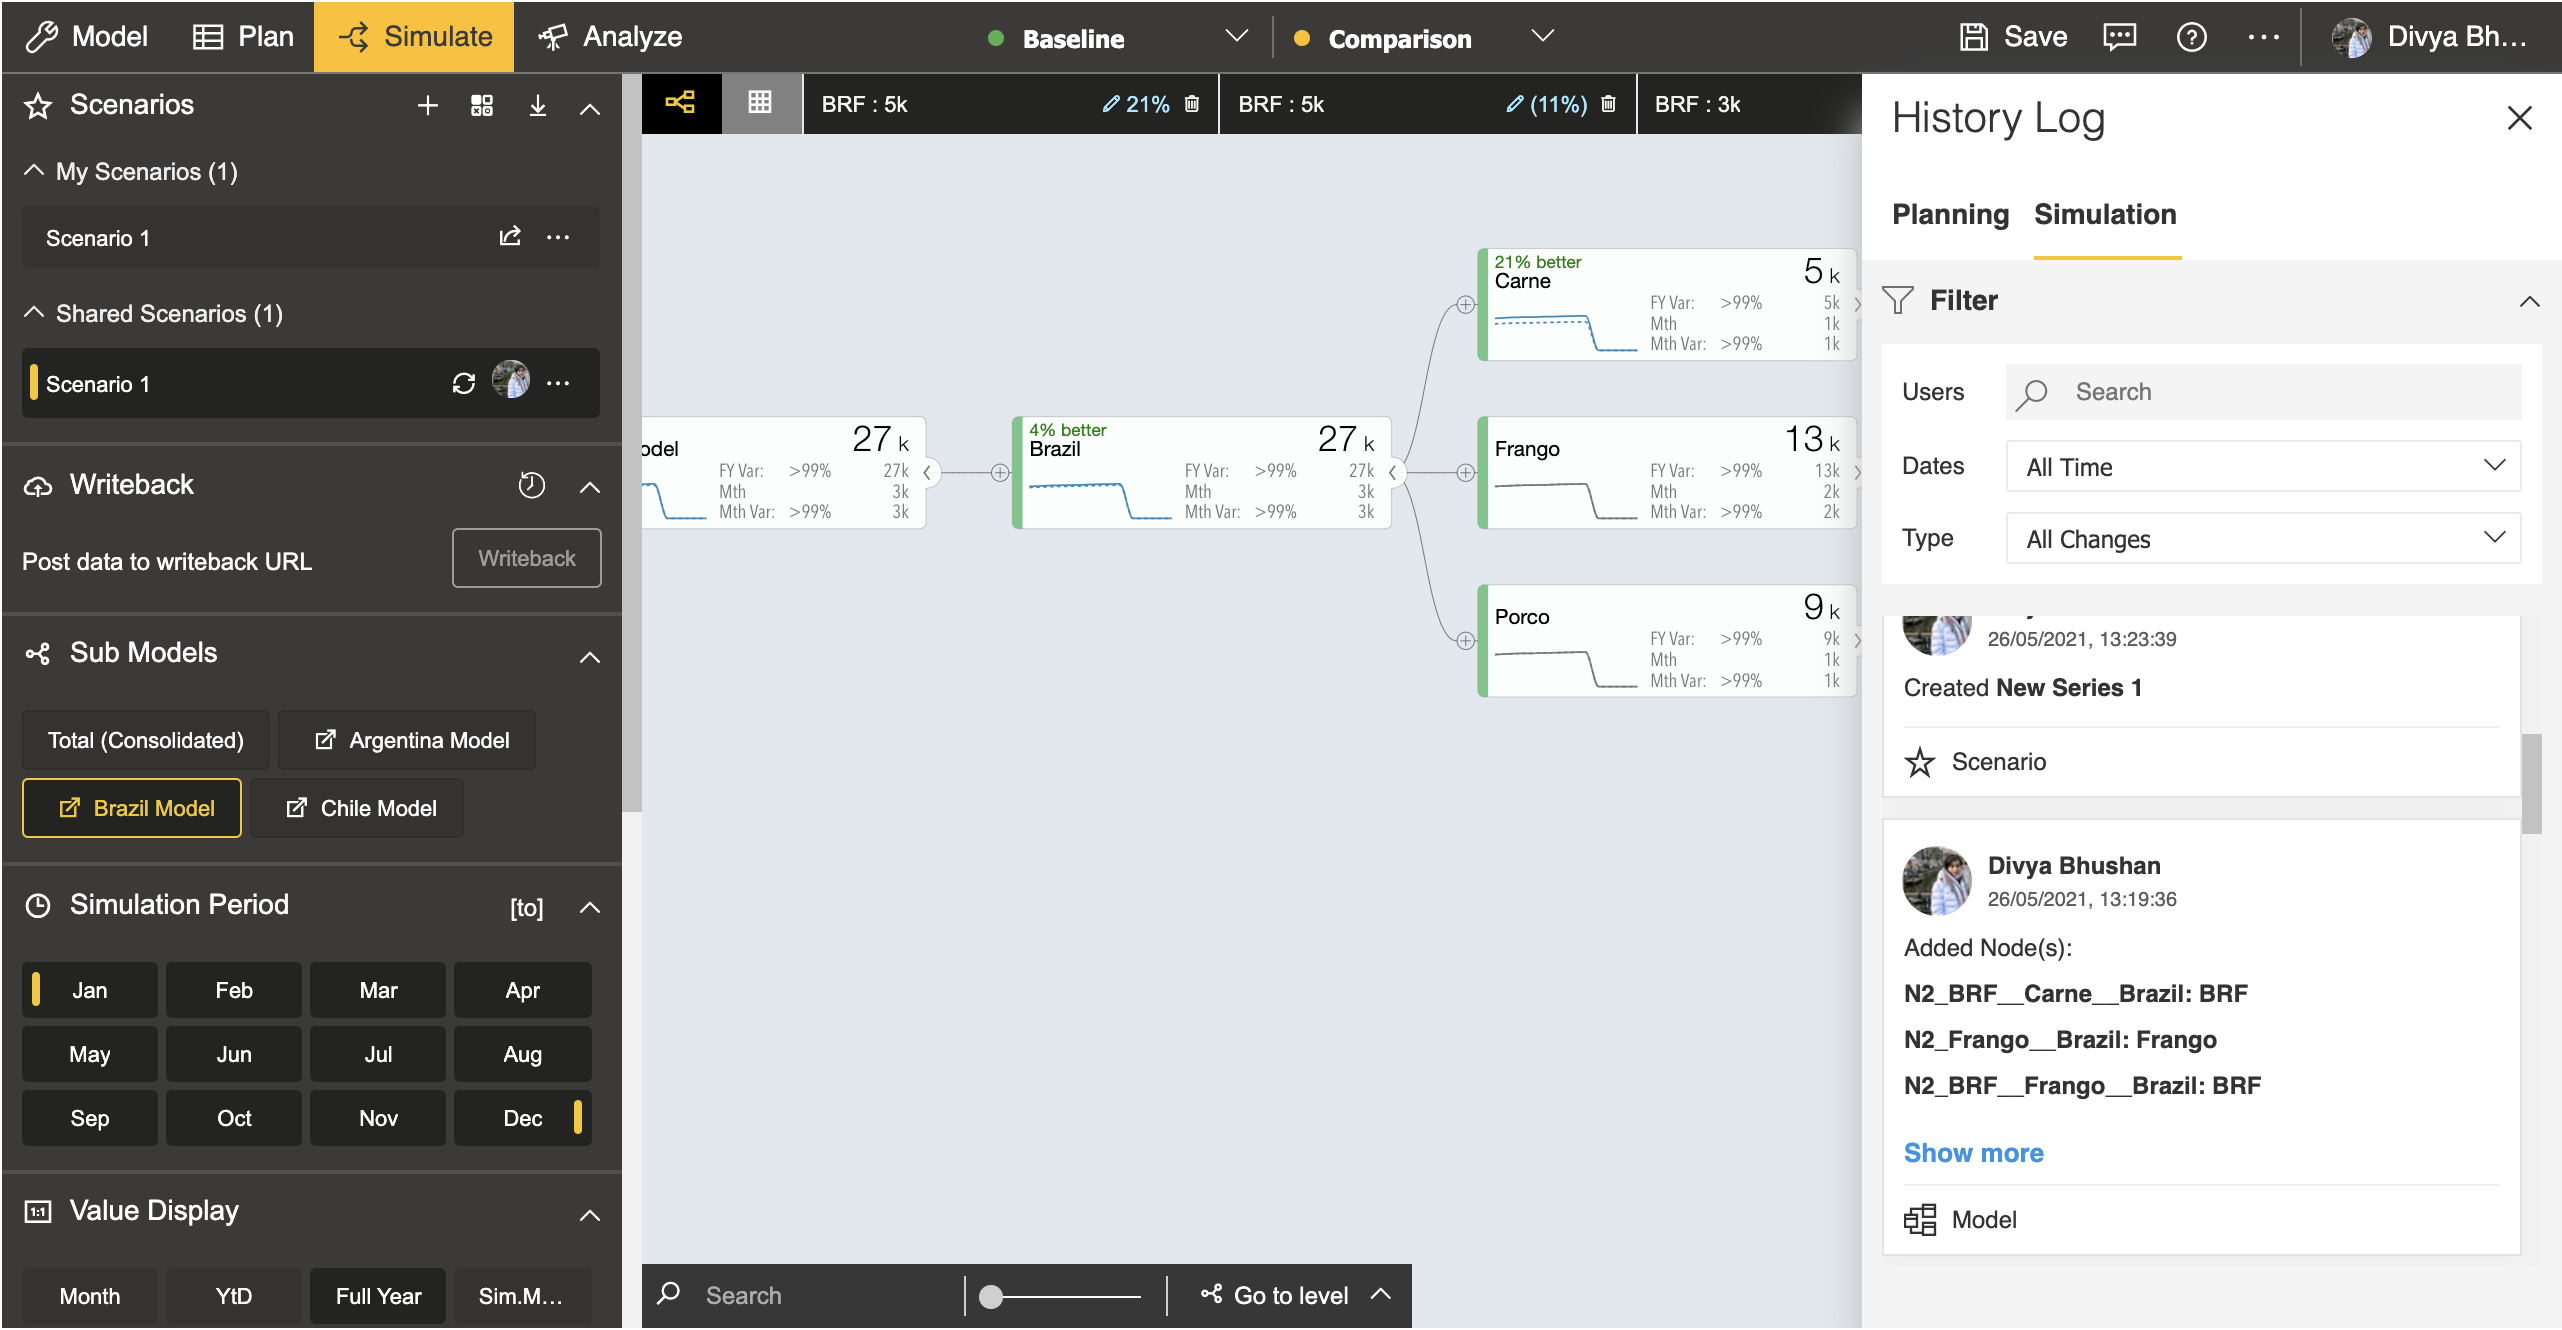 Model
Plan
Simulate
Analyze
Baseline
Comparison
Save
Divya Bh...
Scenarios
My Scenarios (1)
Scenario 1
Shared Scenarios (1)
Scenario 1
Writeback
Post data to writeback URL
Writeback
Sub Models
Total (Consolidated)
Argentina Model
Brazil Model
Chile Model
Simulation Period
[to]
Jan
Feb
Mar
Apr
May
Jun
Jul
Aug
Sep
Oct
Nov
Dec
1:1
Value Display
Month
YtD
Full Year
Sim.M...
BRF : 5k
21%
BRF : 5k
(11%)
BRF : 3k
odel
27 k
FY Var: >99% 27k
Mth 3k
Mth Var: >99% 3k
4% better
Brazil
27 k
FY Var: >99% 27k
Mth 3k
Mth Var: >99% 3k
21% better
Carne
5 k
FY Var: >99% 5k
Mth 1k
Mth Var: >99% 1k
Frango
13 k
FY Var: >99% 13k
Mth 2k
Mth Var: >99% 2k
Porco
9 k
FY Var: >99% 9k
Mth 1k
Mth Var: >99% 1k
Search
Go to level
History Log
Planning
Simulation
Filter
Users
Search
Dates
All Time
Type
All Changes
26/05/2021, 13:23:39
Created New Series 1
Scenario
Divya Bhushan
26/05/2021, 13:19:36
Added Node(s):
N2_BRF__Carne__Brazil: BRF
N2_Frango__Brazil: Frango
N2_BRF__Frango__Brazil: BRF
Show more
Model